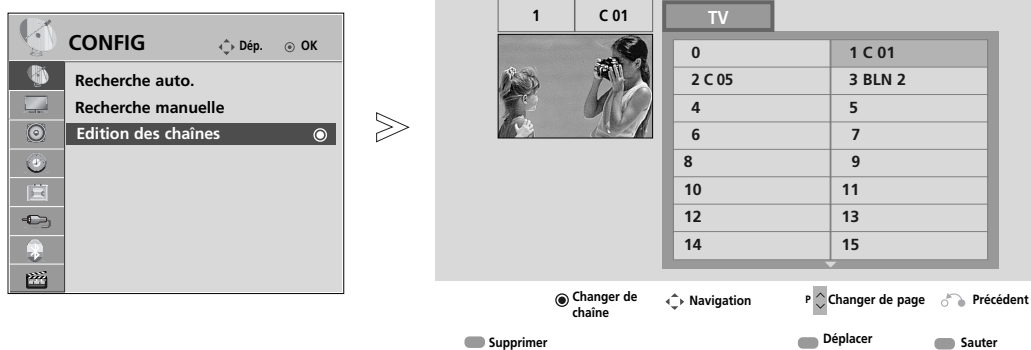 CONFIG Dép. OK
Recherche auto.
Recherche manuelle
Edition des chaînes
1 C 01
TV
0 1 C 01
2 C 05 3 BLN 2
4 5
6 7
8 9
10 11
12 13
14 15
Changer de chaîne
Navigation
P Changer de page
Précédent
Supprimer
Déplacer
Sauter